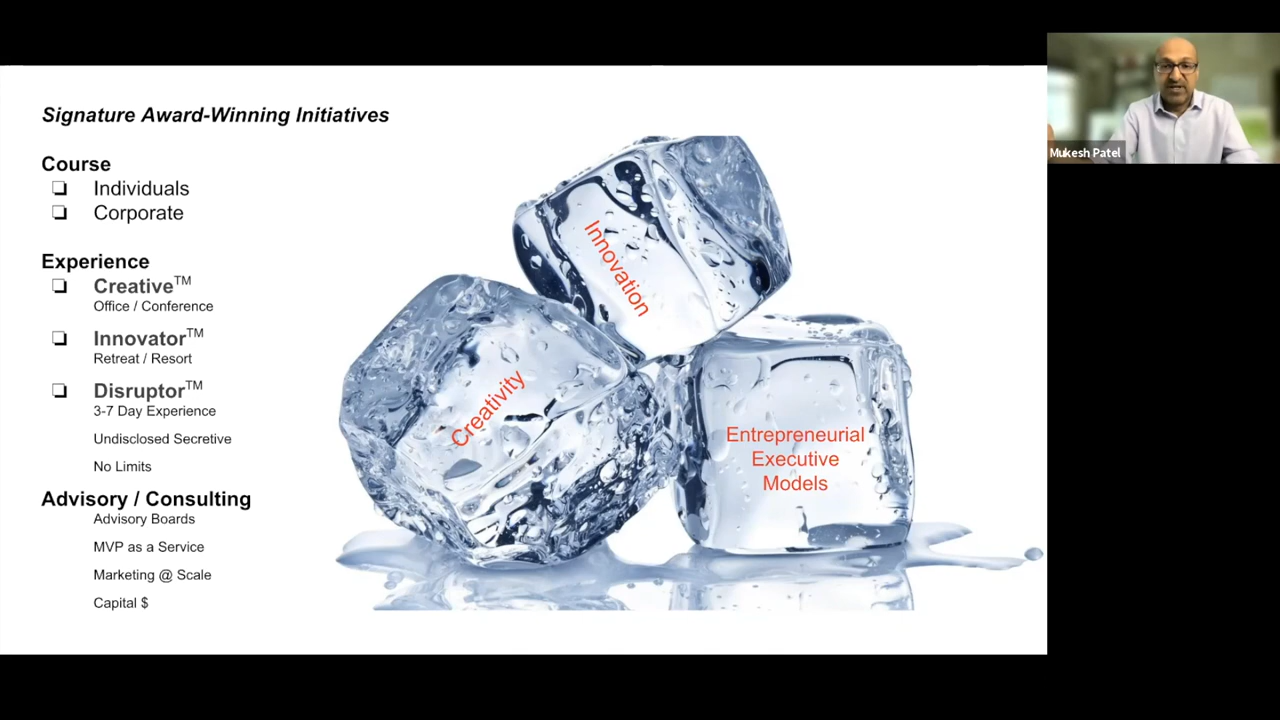 Signature Award-Winning Initiatives
Course
❏ Individuals
❏ Corporate
Experience
❏ Creative™
Office / Conference
❏ Innovator™
Retreat / Resort
❏ Disruptor™
3-7 Day Experience
Undisclosed Secretive
No Limits
Advisory / Consulting
Advisory Boards
MVP as a Service
Marketing @ Scale
Capital $
Innovation
Creativity
Entrepreneurial
Executive
Models
Mukesh Patel